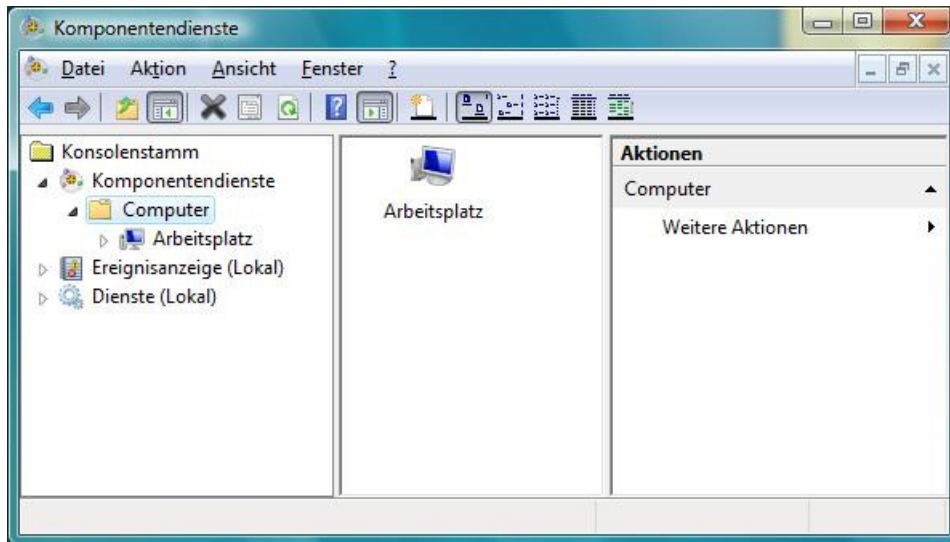 Komponentendienste
Datei Aktion Ansicht Fenster ?
Konsolenstamm
Komponentendienste
Computer
Arbeitsplatz
Ereignisanzeige (Lokal)
Dienste (Lokal)
Arbeitsplatz
Aktionen
Computer
Weitere Aktionen